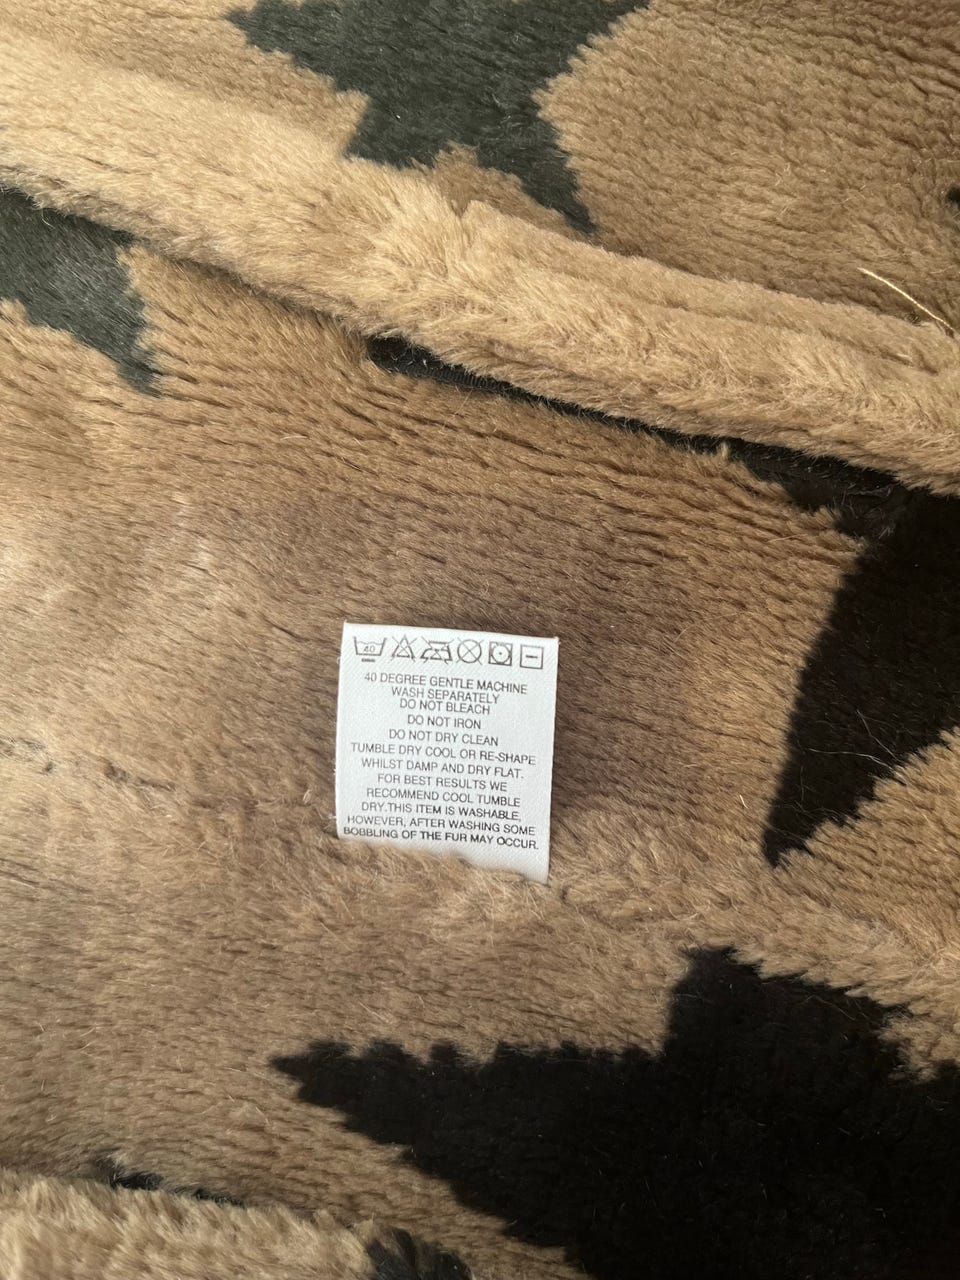 40
40 DEGREE GENTLE MACHINE
WASH SEPARATELY
DO NOT BLEACH
DO NOT IRON
DO NOT DRY CLEAN
TUMBLE DRY COOL OR RE-SHAPE
WHILST DAMP AND DRY FLAT.
FOR BEST RESULTS WE
RECOMMEND COOL TUMBLE
DRY.THIS ITEM IS WASHABLE,
HOWEVER, AFTER WASHING SOME
BOBBLING OF THE FUR MAY OCCUR.